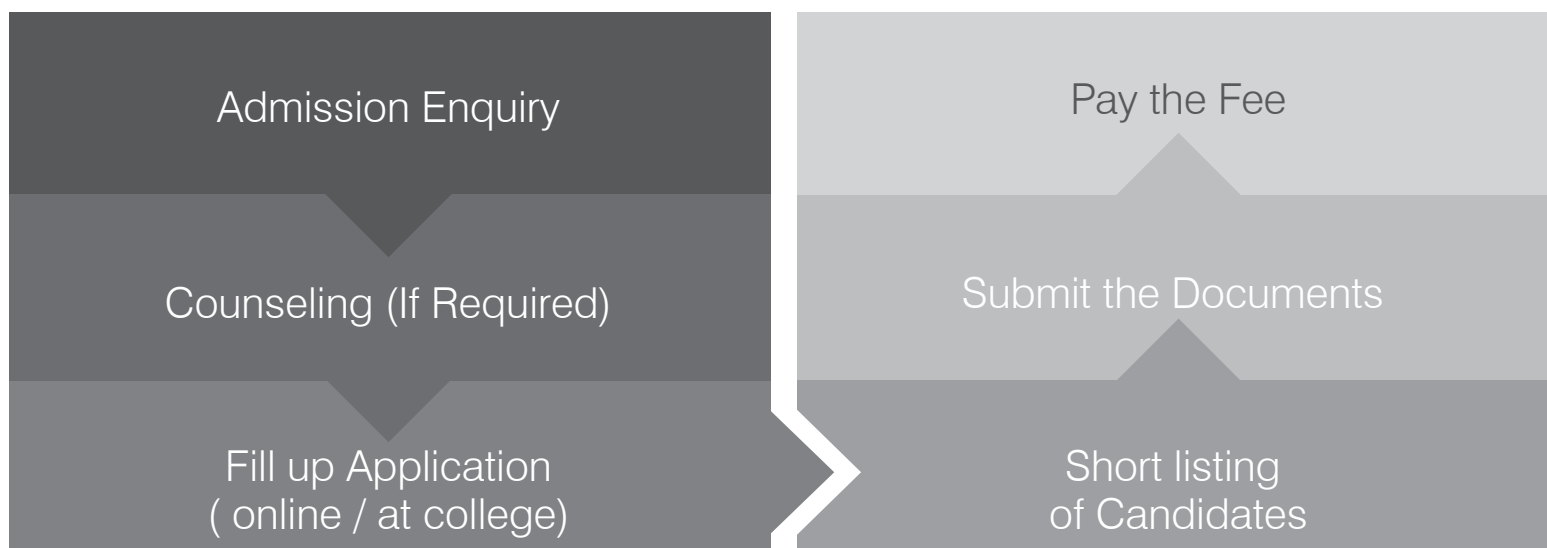 Admission Enquiry
Counseling (If Required)
Fill up Application
( online / at college)
Short listing
of Candidates
Submit the Documents
Pay the Fee